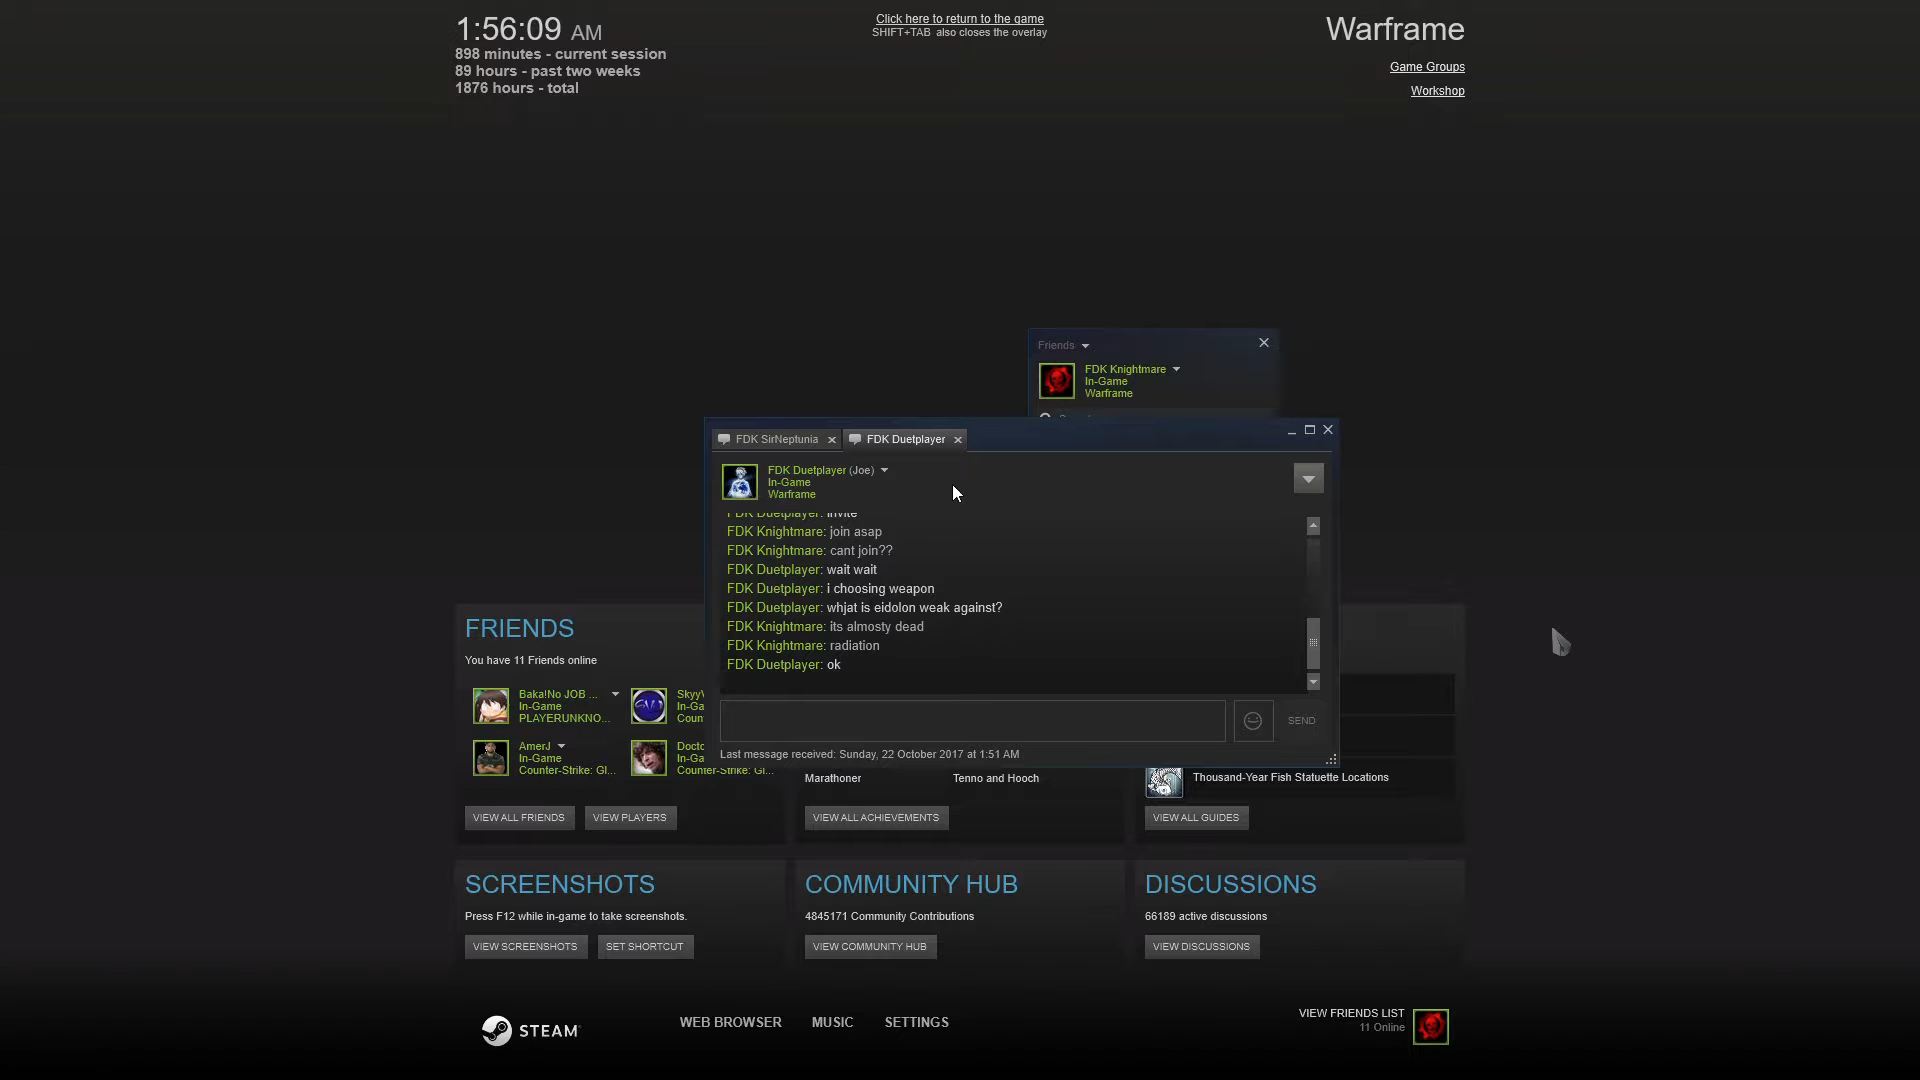 1:56:09 AM
898 minutes - current session
89 hours - past two weeks
1876 hours - total
Click here to return to the game
SHIFT+TAB also closes the overlay
Warframe
Game Groups
Workshop
Friends
FDK Knightmare
In-Game
Warframe
FDK SirNeptunia
FDK Duetplayer
FDK Duetplayer (Joe)
In-Game
Warframe
FDK Duetplayer: invite
FDK Knightmare: join asap
FDK Knightmare: cant join??
FDK Duetplayer: wait wait
FDK Duetplayer: i choosing weapon
FDK Duetplayer: whjat is eidolon weak against?
FDK Knightmare: its almosty dead
FDK Knightmare: radiation
FDK Duetplayer: ok
SEND
Last message received: Sunday, 22 October 2017 at 1:51 AM
FRIENDS
You have 11 Friends online
Baka!No JOB ...
In-Game
PLAYERUNKNO...
AmerJ
In-Game
Counter-Strike: Gl...
Counter-Strike: Gl...
VIEW ALL FRIENDS
VIEW PLAYERS
Marathoner
Tenno and Hooch
VIEW ALL ACHIEVEMENTS
Thousand-Year Fish Statuette Locations
VIEW ALL GUIDES
SCREENSHOTS
Press F12 while in-game to take screenshots.
VIEW SCREENSHOTS
SET SHORTCUT
COMMUNITY HUB
4845171 Community Contributions
VIEW COMMUNITY HUB
DISCUSSIONS
66189 active discussions
VIEW DISCUSSIONS
STEAM
WEB BROWSER
MUSIC
SETTINGS
VIEW FRIENDS LIST
11 Online